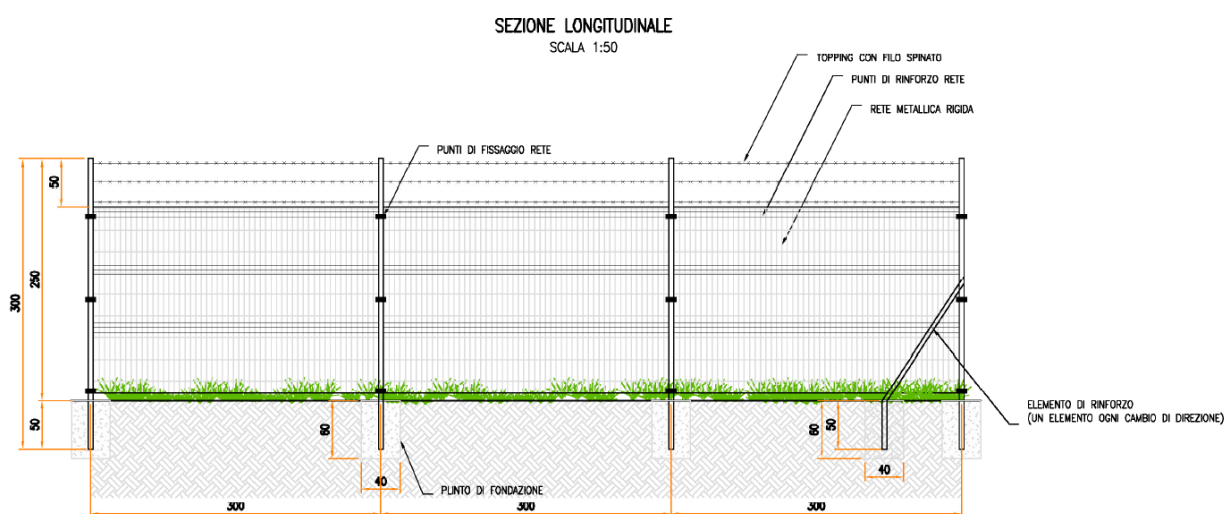 SEZIONE LONGITUDINALE
SCALA 1:50
TOPPING CON FILO SPINATO
PUNTI DI RINFORZO RETE
RETE METALLICA RIGIDA
PUNTI DI FISSAGGIO RETE
50
250
300
50
60
40
60
50
40
ELEMENTO DI RINFORZO
(UN ELEMENTO OGNI CAMBIO DI DIREZIONE)
PLINTO DI FONDAZIONE
300
300
300